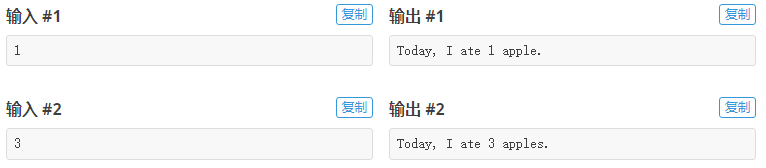 输入 #1
复制
输出 #1
复制
1
Today, I ate 1 apple.
输入 #2
复制
输出 #2
复制
3
Today, I ate 3 apples.